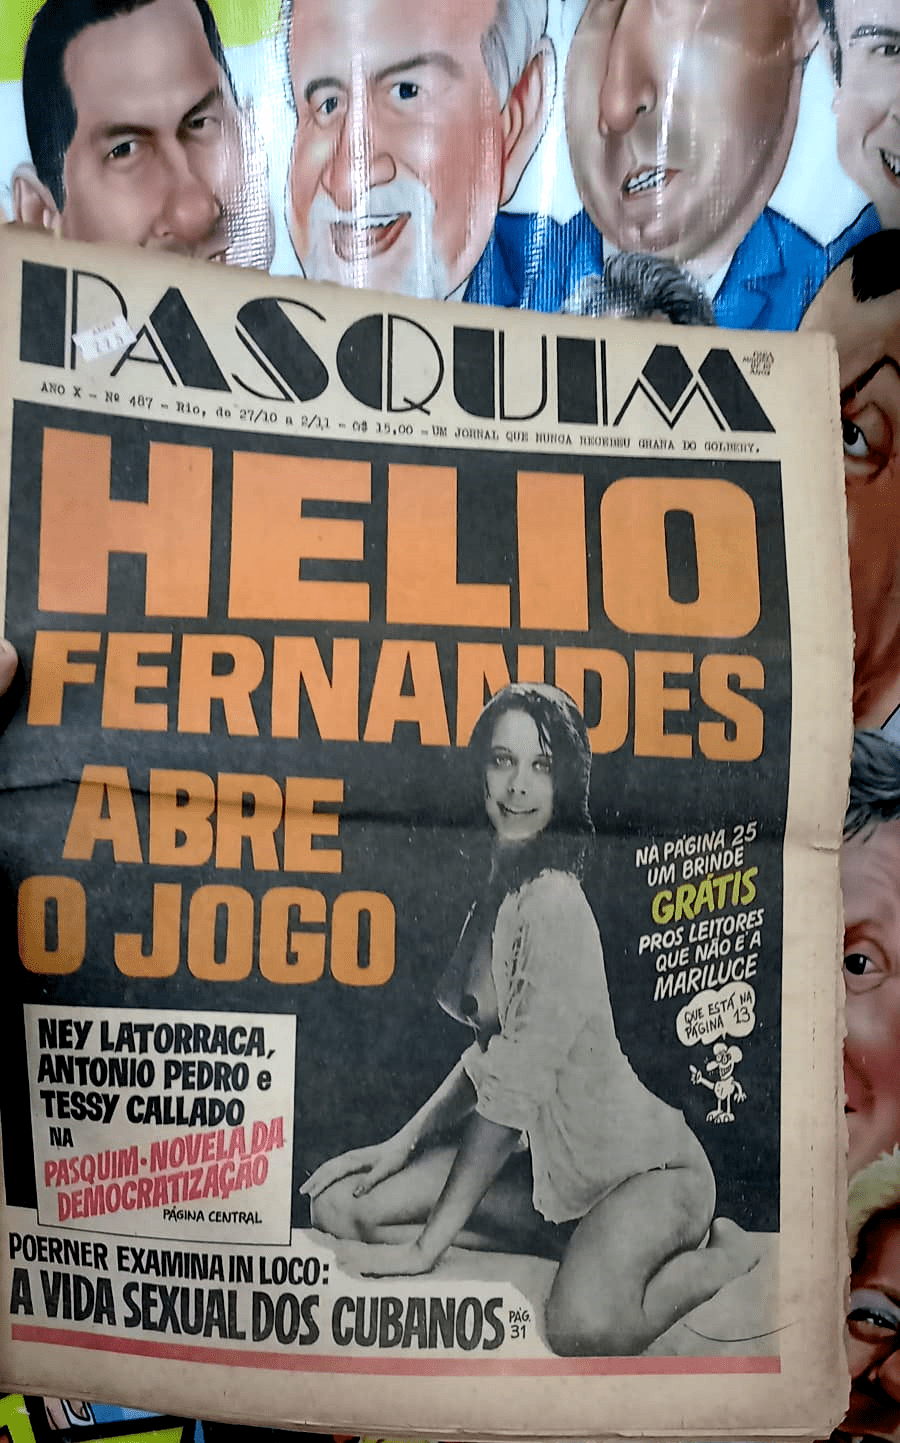 PASQUIM
ANO X - Nº 487 - Rio, de 27/10 a 2/11 - C$ 15,00 - UM JORNAL QUE NUNCA RECEBEU GRANA DO GOLBERY.
HELIO
FERNANDES
ABRE
O JOGO
NA PÁGINA 25
UM BRINDE
GRÁTIS
PROS LEITORES
QUE NÃO É A
MARILUCE
QUE ESTÁ NA
PÁGINA 13
NEY LATORRACA,
ANTONIO PEDRO e
TESSY CALLADO
NA
PASQUIM-NOVELA DA
DEMOCRATIZAÇÃO
PÁGINA CENTRAL
POERNER EXAMINA IN LOCO:
A VIDA SEXUAL DOS CUBANOS PÁG.
31